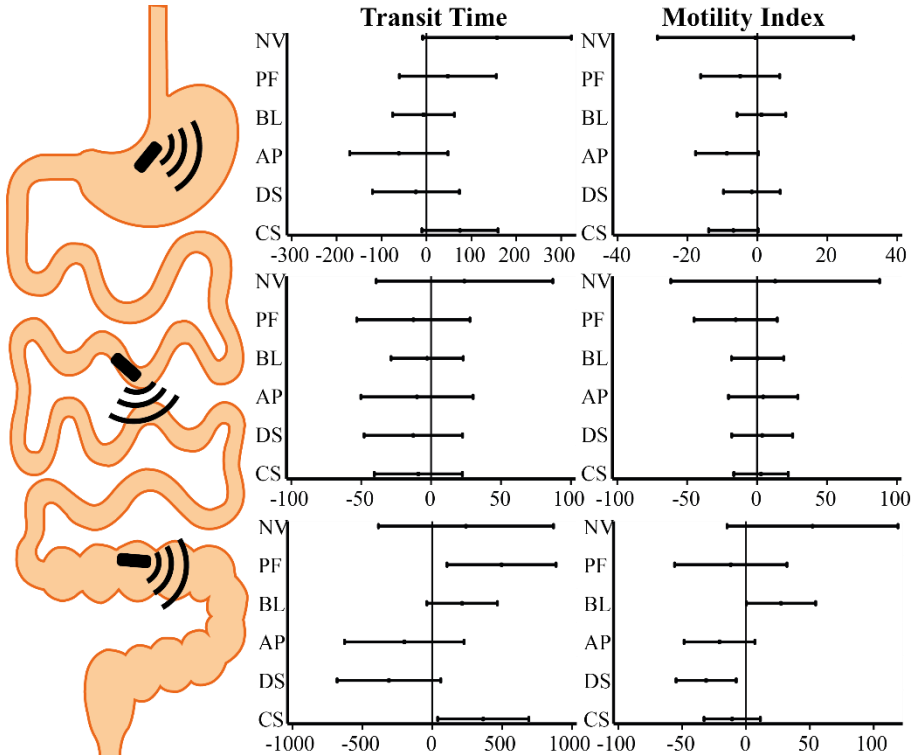 Transit Time Motility Index
NV NV
PF PF
BL BL
AP AP
DS DS
CS CS
-300 -200 -100 0 100 200 300 -40 -20 0 20 40
NV NV
PF PF
BL BL
AP AP
DS DS
CS CS
-100 -50 0 50 100 -100 -50 0 50 100
NV NV
PF PF
BL BL
AP AP
DS DS
CS CS
-1000 -500 0 500 1000 -100 -50 0 50 100